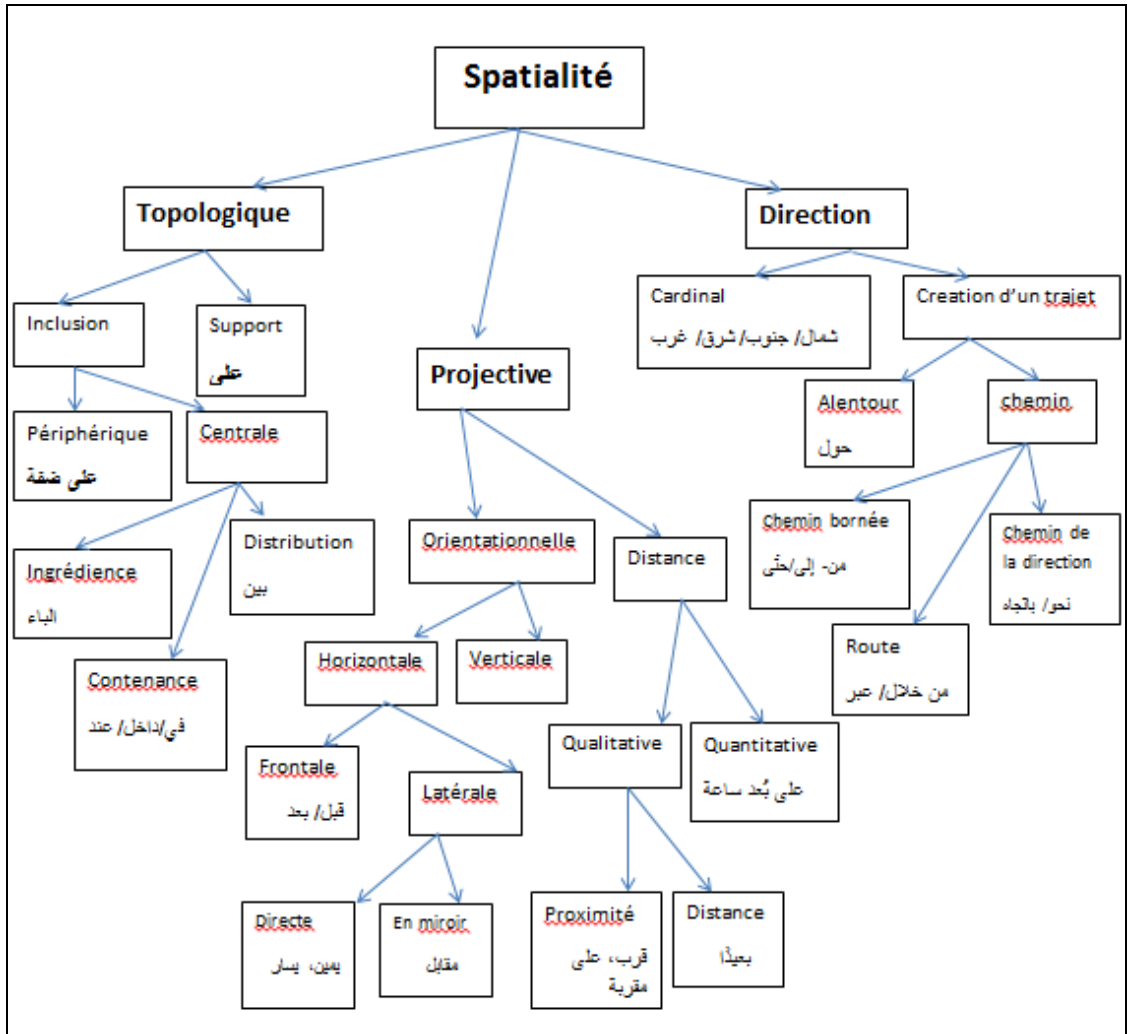 Spatialité
Topologique
Direction
Projective
Inclusion
Support
على
Cardinal
شمال/ جنوب/ شرق/ غرب
Creation d'un trajet
Périphérique
على ضفة
Centrale
Alentour
حول
chemin
Ingrédience
الباء
Distribution
بين
Orientationnelle
Distance
Chemin bornée
من- إلى/حتّى
Chemin de
la direction
نحو/ باتّجاه
Contenance
في/داخل/ عند
Horizontale
Verticale
Route
من خلال/ عبر
Frontale
قبل/ بعد
Latérale
Qualitative
Quantitative
على بُعد ساعة
Directe
يمين، يسار
En miroir
مقابل
Proximité
قرب، على
مقربة
Distance
بعيدًا